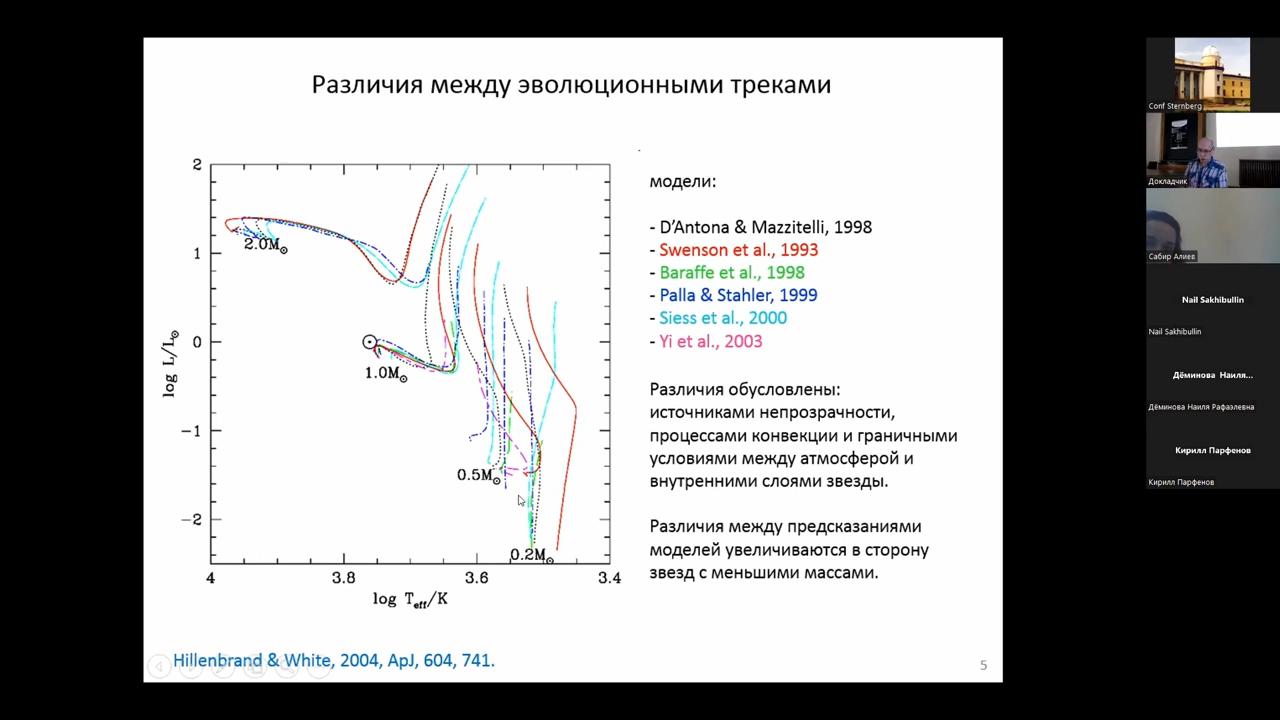 Различия между эволюционными треками
2
1
0
−1
−2
4
3.8
3.6
3.4
log L/L⊙
log Teff/K
2.0M⊙
1.0M⊙
0.5M⊙
0.2M⊙
модели:
- D’Antona & Mazzitelli, 1998
- Swenson et al., 1993
- Baraffe et al., 1998
- Palla & Stahler, 1999
- Siess et al., 2000
- Yi et al., 2003
Различия обусловлены:
источниками непрозрачности,
процессами конвекции и граничными
условиями между атмосферой и
внутренними слоями звезды.
Различия между предсказаниями
моделей увеличиваются в сторону
звезд с меньшими массами.
Hillenbrand & White, 2004, ApJ, 604, 741.
5
Conf Sternberg
Докладчик
Сабир Алиев
Nail Sakhibullin
Nail Sakhibullin
Дёминова Наиля...
Дёминова Наиля Рафаэлевна
Кирилл Парфенов
Кирилл Парфенов